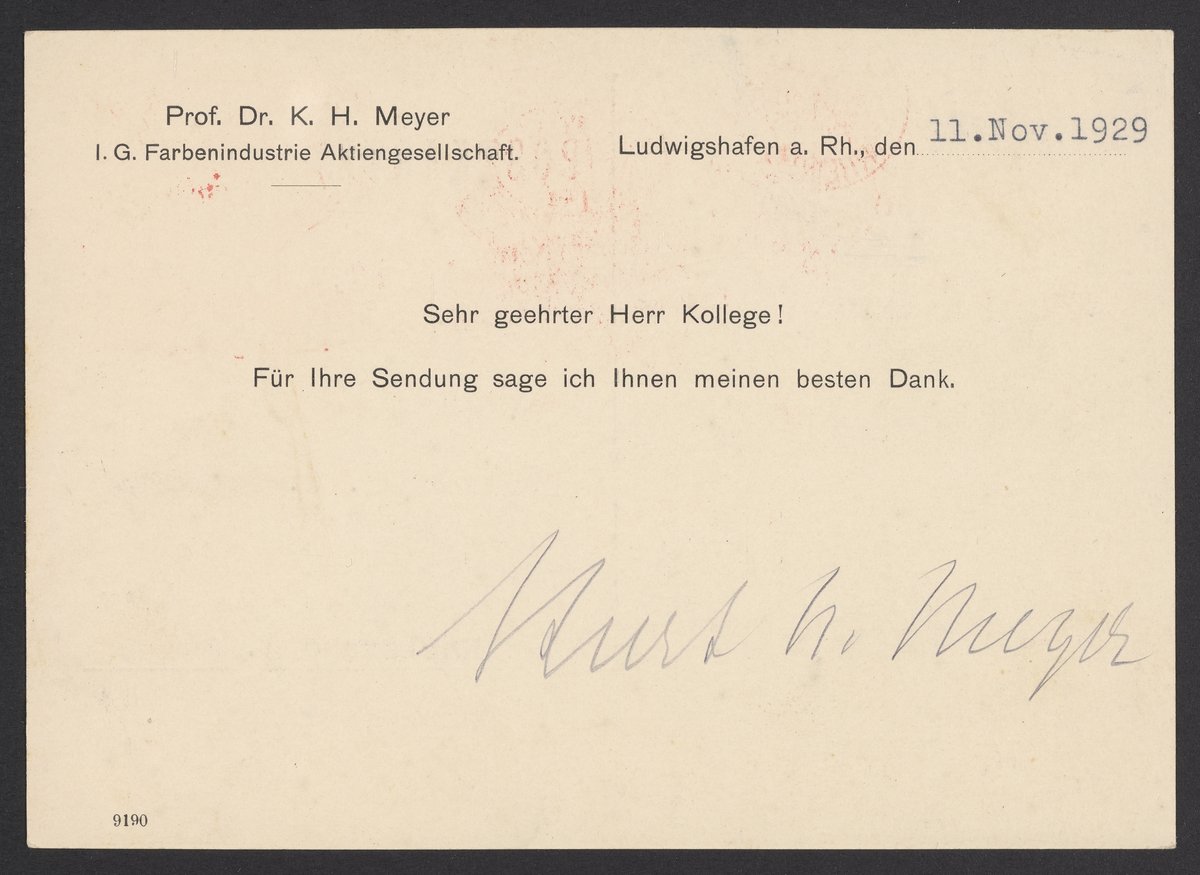 Prof. Dr. K. H. Meyer
I. G. Farbenindustrie Aktiengesellschaft.
Ludwigshafen a. Rh., den 11.Nov.1929
Sehr geehrter Herr Kollege!
Für Ihre Sendung sage ich Ihnen meinen besten Dank.
Kurt H. Meyer
9190